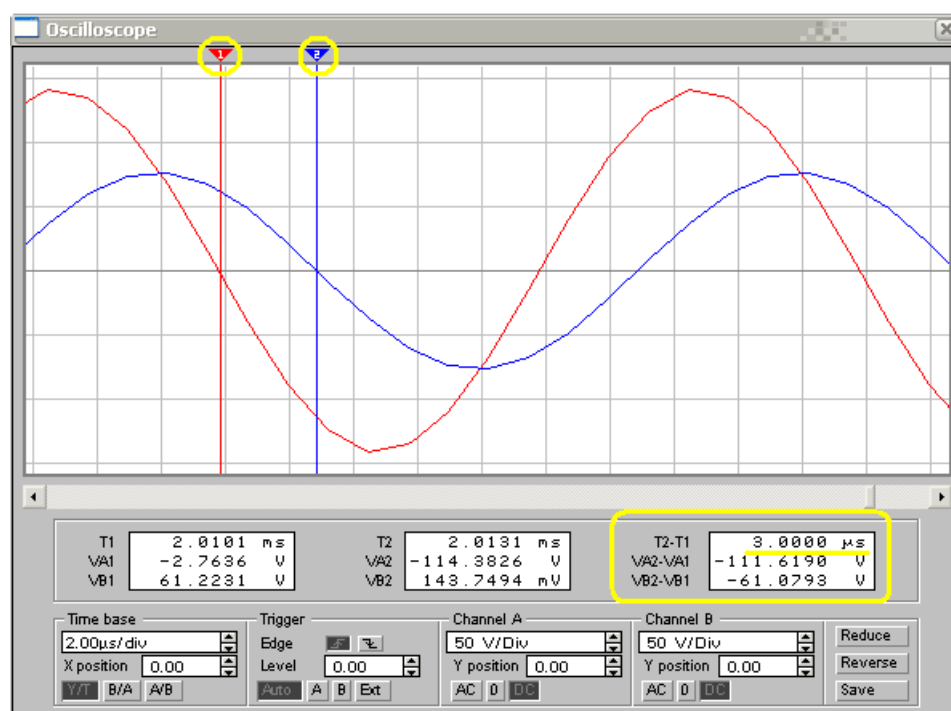 Oscilloscope
1 2
T1 2.0101 ms
VA1 -2.7636 V
VB1 61.2231 V
T2 2.0131 ms
VA2 -114.3826 V
VB2 143.7494 mV
T2-T1 3.0000 µs
VA2-VA1 -111.6190 V
VB2-VB1 -61.0793 V
Time base
2.00µs/div
X position 0.00
Y/T B/A A/B
Trigger
Edge
Level 0.00
Auto A B Ext
Channel A
50 V/Div
Y position 0.00
AC 0 DC
Channel B
50 V/Div
Y position 0.00
AC 0 DC
Reduce
Reverse
Save